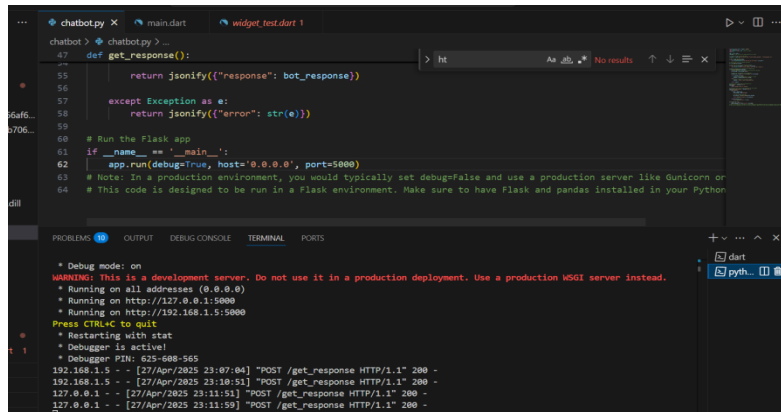 ... chatbot.py × main.dart widget_test.dart 1 ...
chatbot > chatbot.py > ...
47 def get_response():
> ht Aa ab .* No results
55 return jsonify({"response": bot_response})
56
57 except Exception as e:
58 return jsonify({"error": str(e)})
59
60 # Run the Flask app
61 if __name__ == '__main__':
62 app.run(debug=True, host='0.0.0.0', port=5000)
63 # Note: In a production environment, you would typically set debug=False and use a production server like Gunicorn or
64 # This code is designed to be run in a Flask environment. Make sure to have Flask and pandas installed in your Python
56af6...
b706...
.dill
PROBLEMS 10 OUTPUT DEBUG CONSOLE TERMINAL PORTS
dart
pyth...
* Debug mode: on
WARNING: This is a development server. Do not use it in a production deployment. Use a production WSGI server instead.
* Running on all addresses (0.0.0.0)
* Running on http://127.0.0.1:5000
* Running on http://192.168.1.5:5000
Press CTRL+C to quit
* Restarting with stat
* Debugger is active!
* Debugger PIN: 625-608-565
192.168.1.5 - - [27/Apr/2025 23:07:04] "POST /get_response HTTP/1.1" 200 -
192.168.1.5 - - [27/Apr/2025 23:10:51] "POST /get_response HTTP/1.1" 200 -
127.0.0.1 - - [27/Apr/2025 23:11:51] "POST /get_response HTTP/1.1" 200 -
127.0.0.1 - - [27/Apr/2025 23:11:59] "POST /get_response HTTP/1.1" 200 -